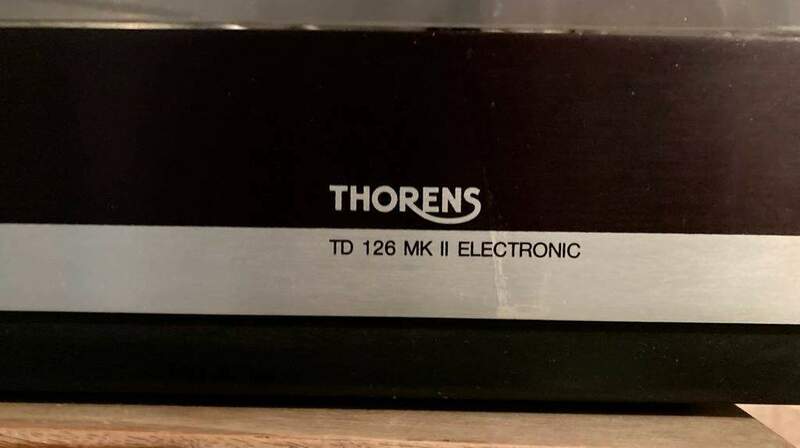 THORENS
TD 126 MK II ELECTRONIC